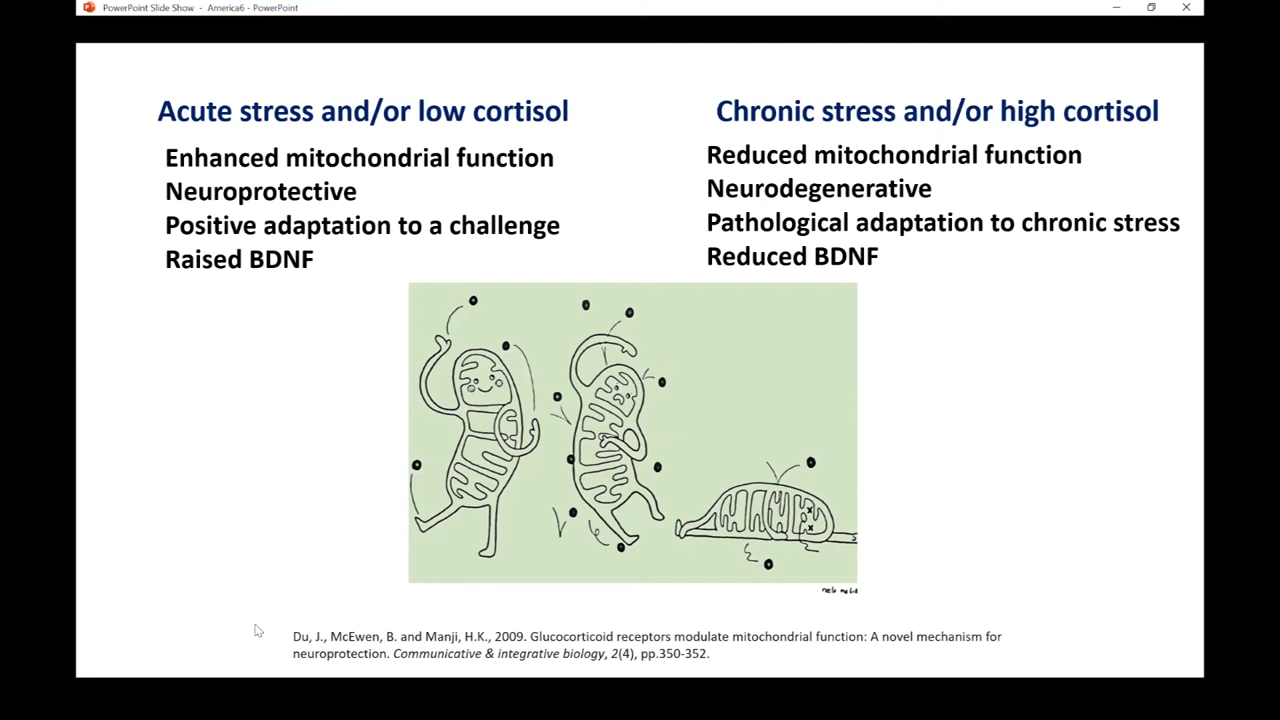 PowerPoint Slide Show - America6 - PowerPoint
Acute stress and/or low cortisol
Enhanced mitochondrial function
Neuroprotective
Positive adaptation to a challenge
Raised BDNF
Chronic stress and/or high cortisol
Reduced mitochondrial function
Neurodegenerative
Pathological adaptation to chronic stress
Reduced BDNF
Du, J., McEwen, B. and Manji, H.K., 2009. Glucocorticoid receptors modulate mitochondrial function: A novel mechanism for
neuroprotection. Communicative & integrative biology, 2(4), pp.350-352.